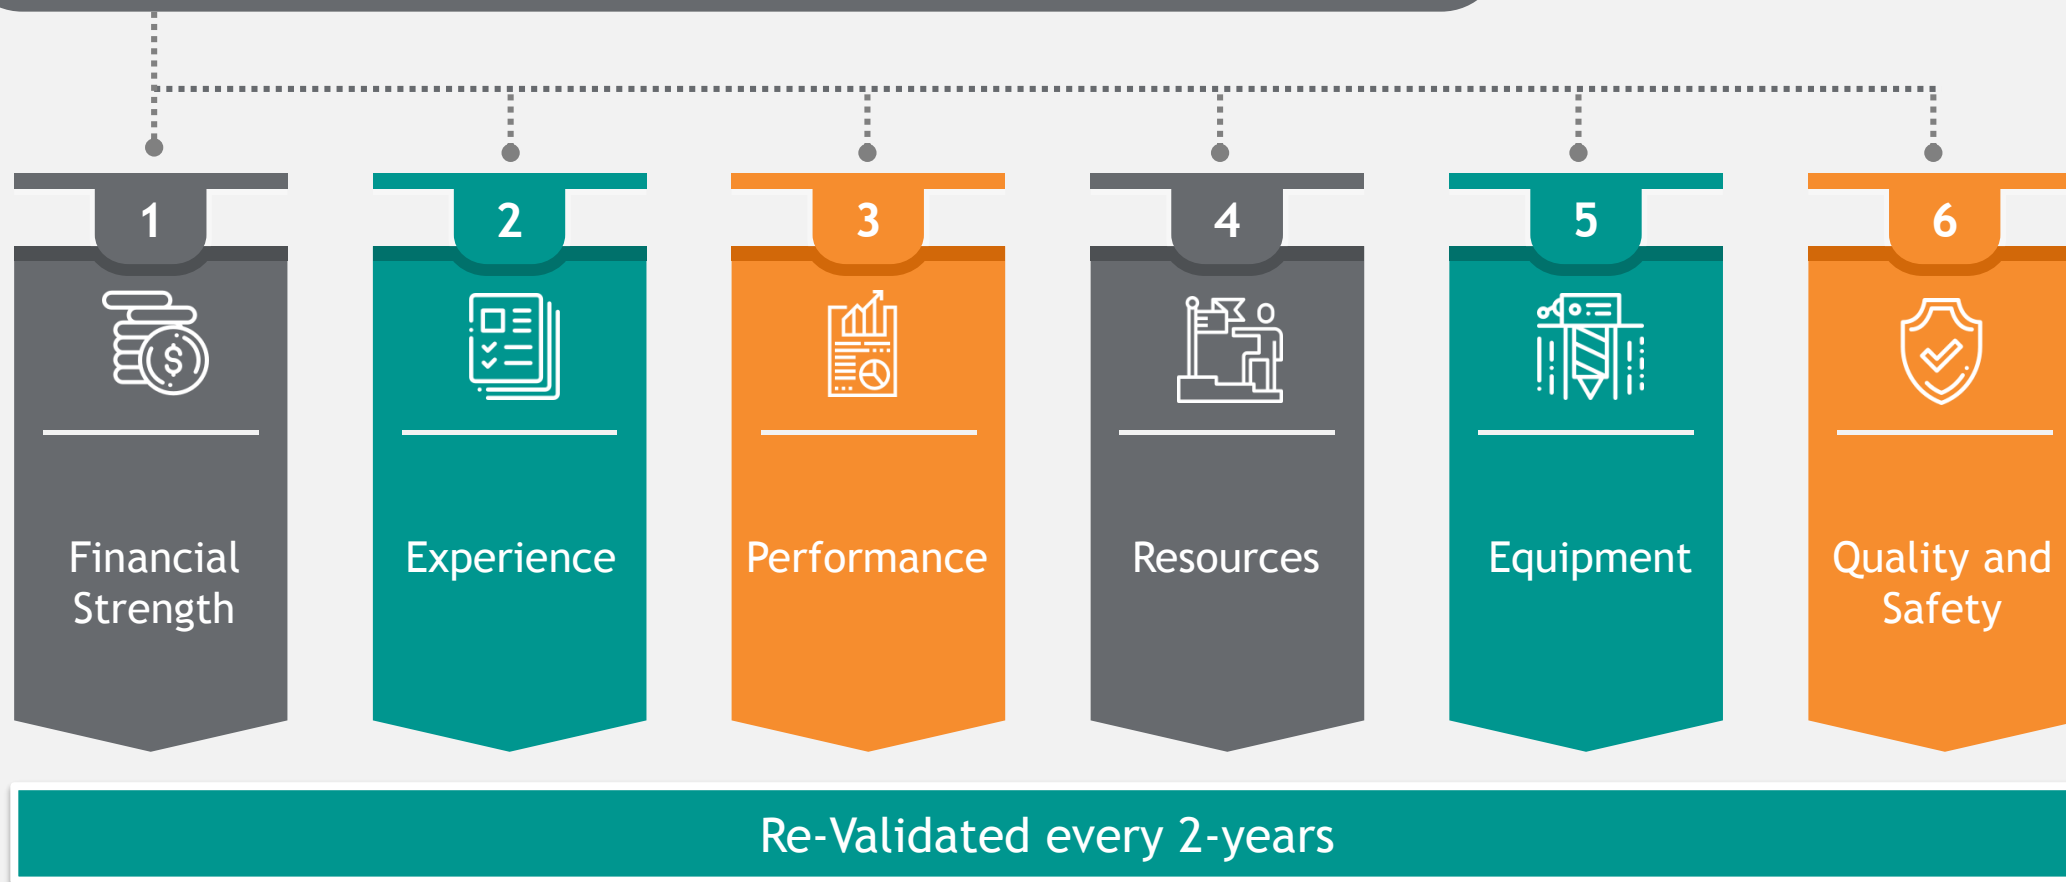 1
2
3
4
5
6
$
Financial
Strength
Experience
Performance
Resources
Equipment
Quality and
Safety
Re-Validated every 2-years